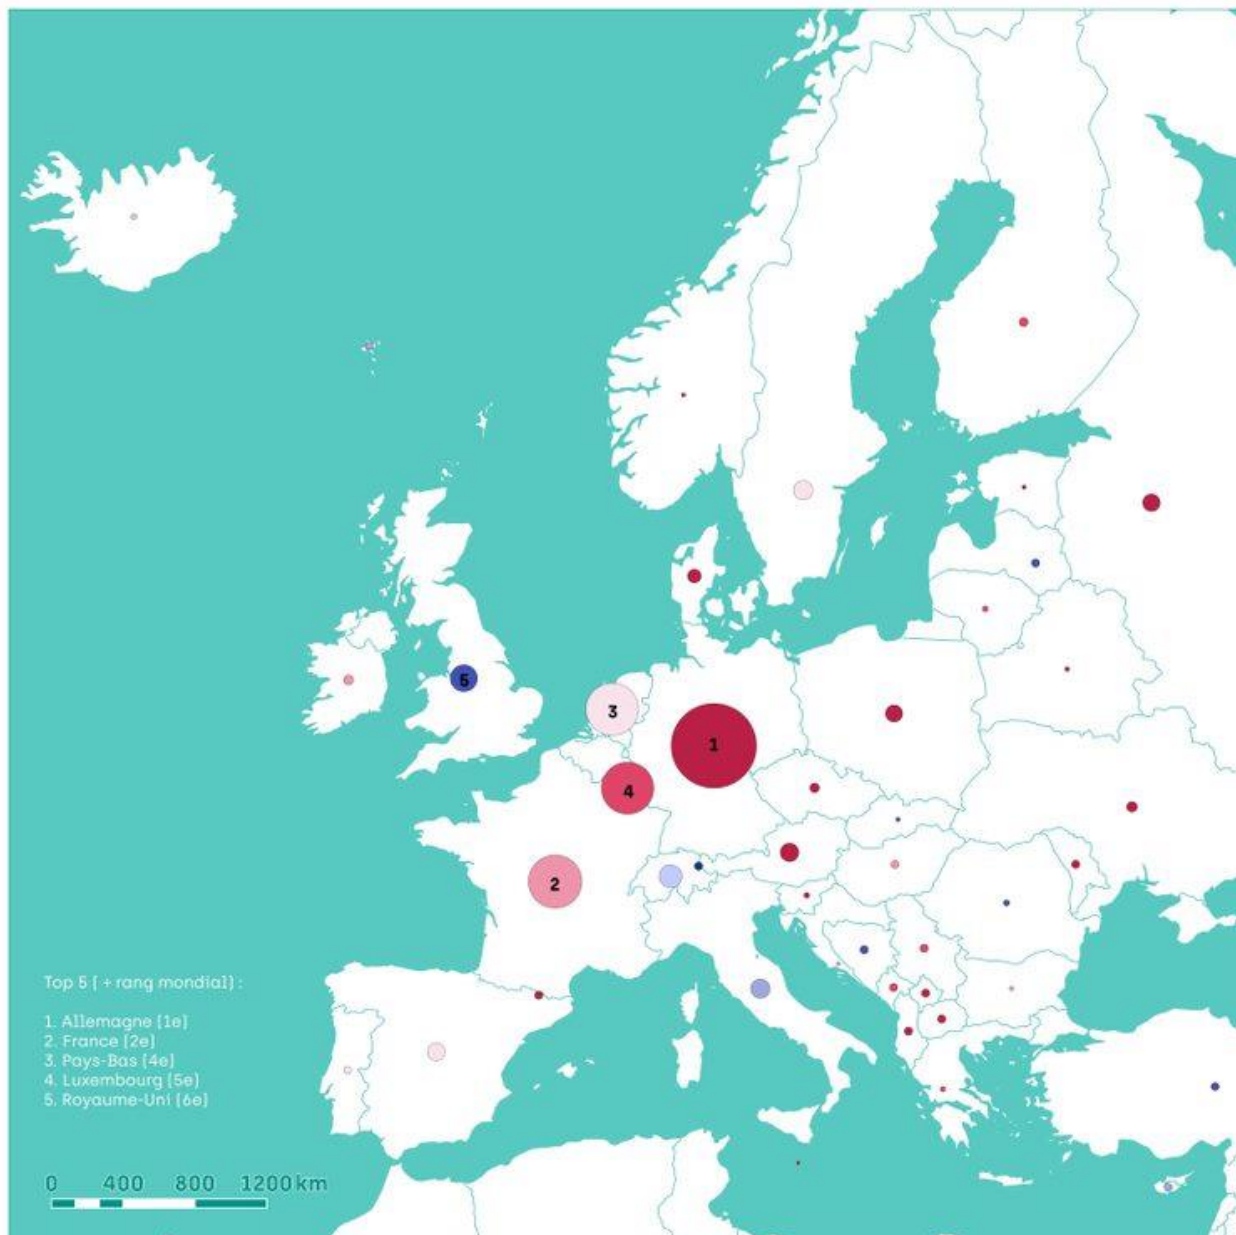 5
3
1
4
2
Top 5 ( + rang mondial) :
1. Allemagne (1e)
2. France (2e)
3. Pays-Bas (4e)
4. Luxembourg (5e)
5. Royaume-Uni (6e)
0 400 800 1200 km